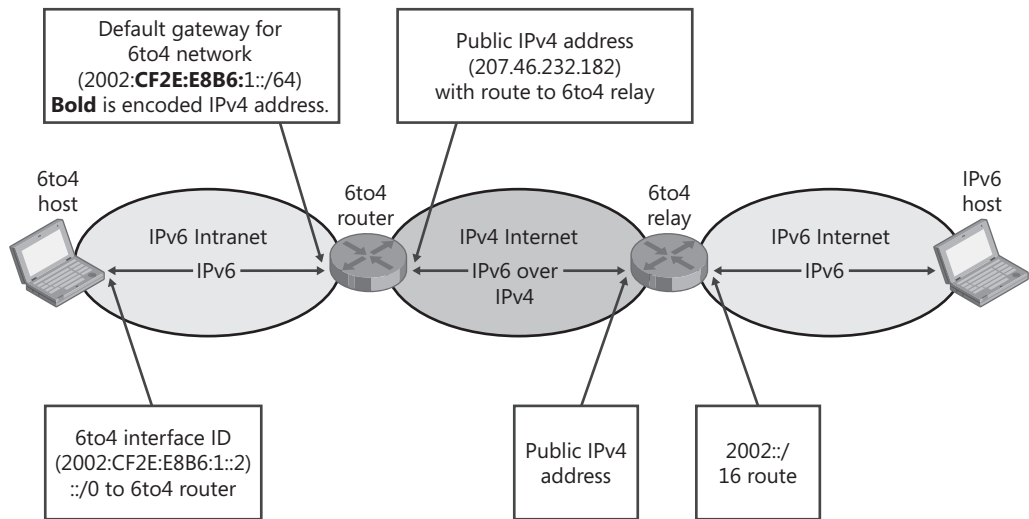 Default gateway for
6to4 network
(2002:CF2E:E8B6:1::/64)
Bold is encoded IPv4 address.
Public IPv4 address
(207.46.232.182)
with route to 6to4 relay
6to4
host
6to4
router
6to4
relay
IPv6
host
IPv6 Intranet
IPv6
IPv4 Internet
IPv6 over
IPv4
IPv6 Internet
IPv6
6to4 interface ID
(2002:CF2E:E8B6:1::2)
::/0 to 6to4 router
Public IPv4
address
2002::/
16 route